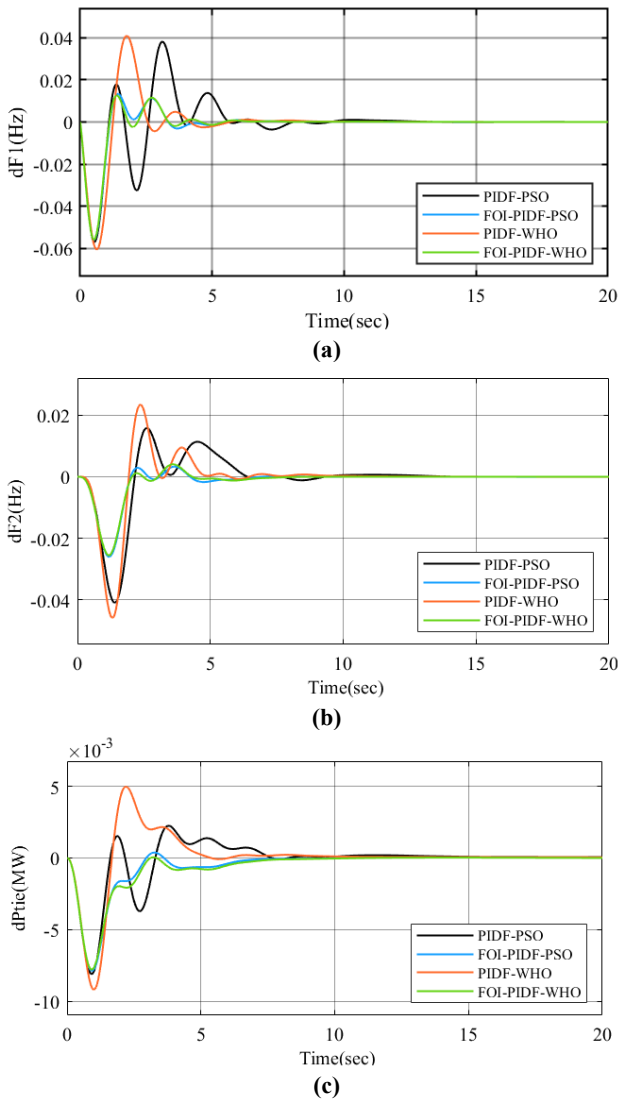 0.04
0.02
0
-0.02
-0.04
-0.06
dF1(Hz)
PIDF-PSO
FOI-PIDF-PSO
PIDF-WHO
FOI-PIDF-WHO
0 5 10 15 20
Time(sec)
(a)
0.02
0
-0.02
-0.04
dF2(Hz)
PIDF-PSO
FOI-PIDF-PSO
PIDF-WHO
FOI-PIDF-WHO
0 5 10 15 20
Time(sec)
(b)
×10-3
5
0
-5
-10
dPtie(MW)
PIDF-PSO
FOI-PIDF-PSO
PIDF-WHO
FOI-PIDF-WHO
0 5 10 15 20
Time(sec)
(c)